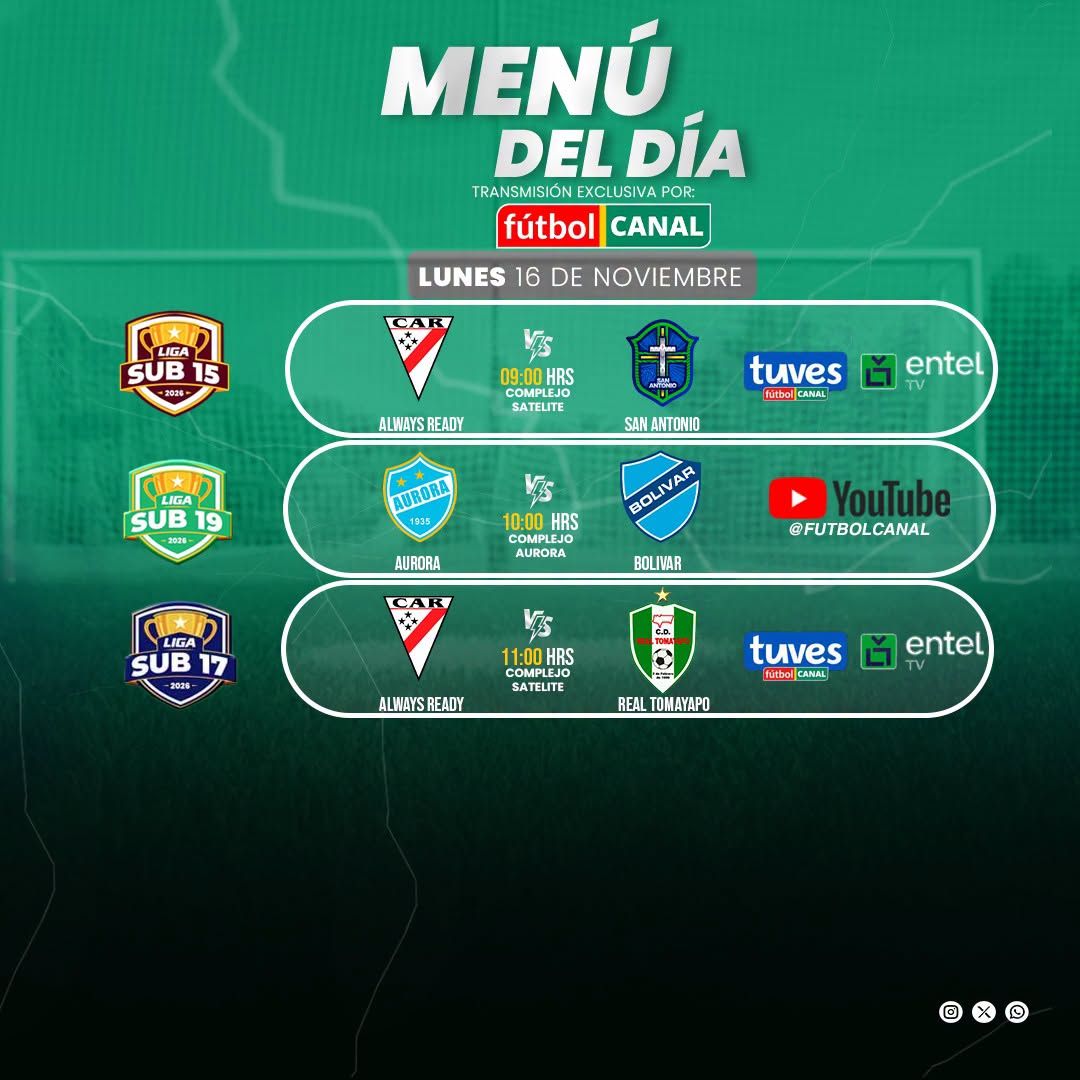 MENÚ
DEL DÍA
TRANSMISIÓN EXCLUSIVA POR:
fútbol CANAL
LUNES 16 DE NOVIEMBRE
LIGA
SUB 15
2026
CAR
ALWAYS READY
VS
09:00 HRS
COMPLEJO
SATELITE
SAN
ANTONIO
SAN ANTONIO
tuves
fútbol CANAL
entel
TV
LIGA
SUB 19
2026
AURORA
1935
AURORA
VS
10:00 HRS
COMPLEJO
AURORA
BOLIVAR
BOLIVAR
YouTube
@FUTBOLCANAL
LIGA
SUB 17
2026
CAR
ALWAYS READY
VS
11:00 HRS
COMPLEJO
SATELITE
C.D.
REAL TOMAYAPO
REAL TOMAYAPO
tuves
fútbol CANAL
entel
TV